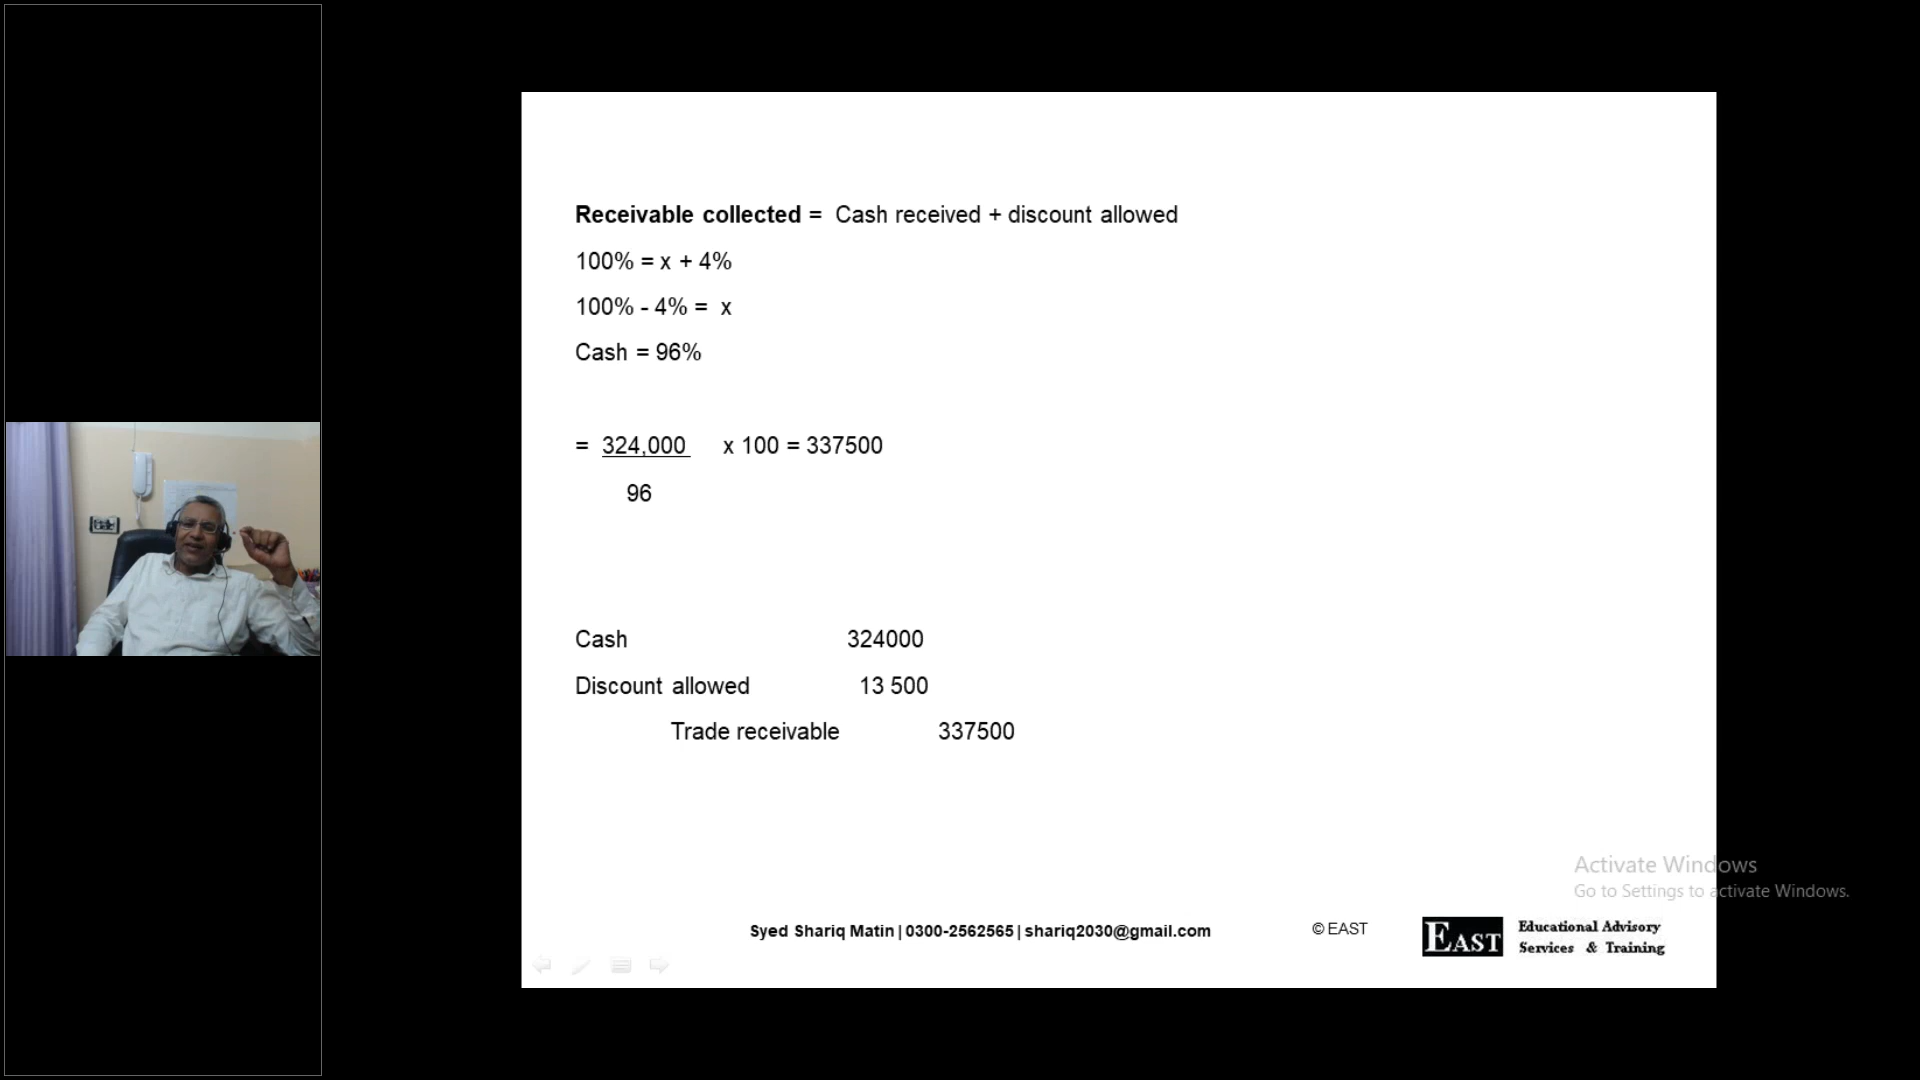 Receivable collected = Cash received + discount allowed
100% = x + 4%
100% - 4% = x
Cash = 96%
= 324,000 x 100 = 337500
96
Cash 324000
Discount allowed 13 500
Trade receivable 337500
Activate Windows
Go to Settings to activate Windows.
Syed Shariq Matin | 0300-2562565 | shariq2030@gmail.com
© EAST
EAST
Educational Advisory
Services & Training